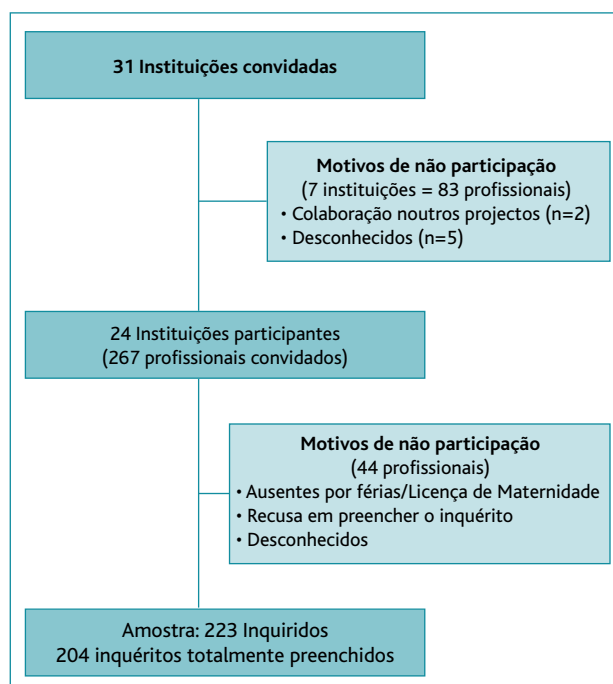 31 Instituições convidadas
Motivos de não participação
(7 instituições = 83 profissionais)
• Colaboração noutros projectos (n=2)
• Desconhecidos (n=5)
24 Instituições participantes
(267 profissionais convidados)
Motivos de não participação
(44 profissionais)
• Ausentes por férias/Licença de Maternidade
• Recusa em preencher o inquérito
• Desconhecidos
Amostra: 223 Inquiridos
204 inquéritos totalmente preenchidos